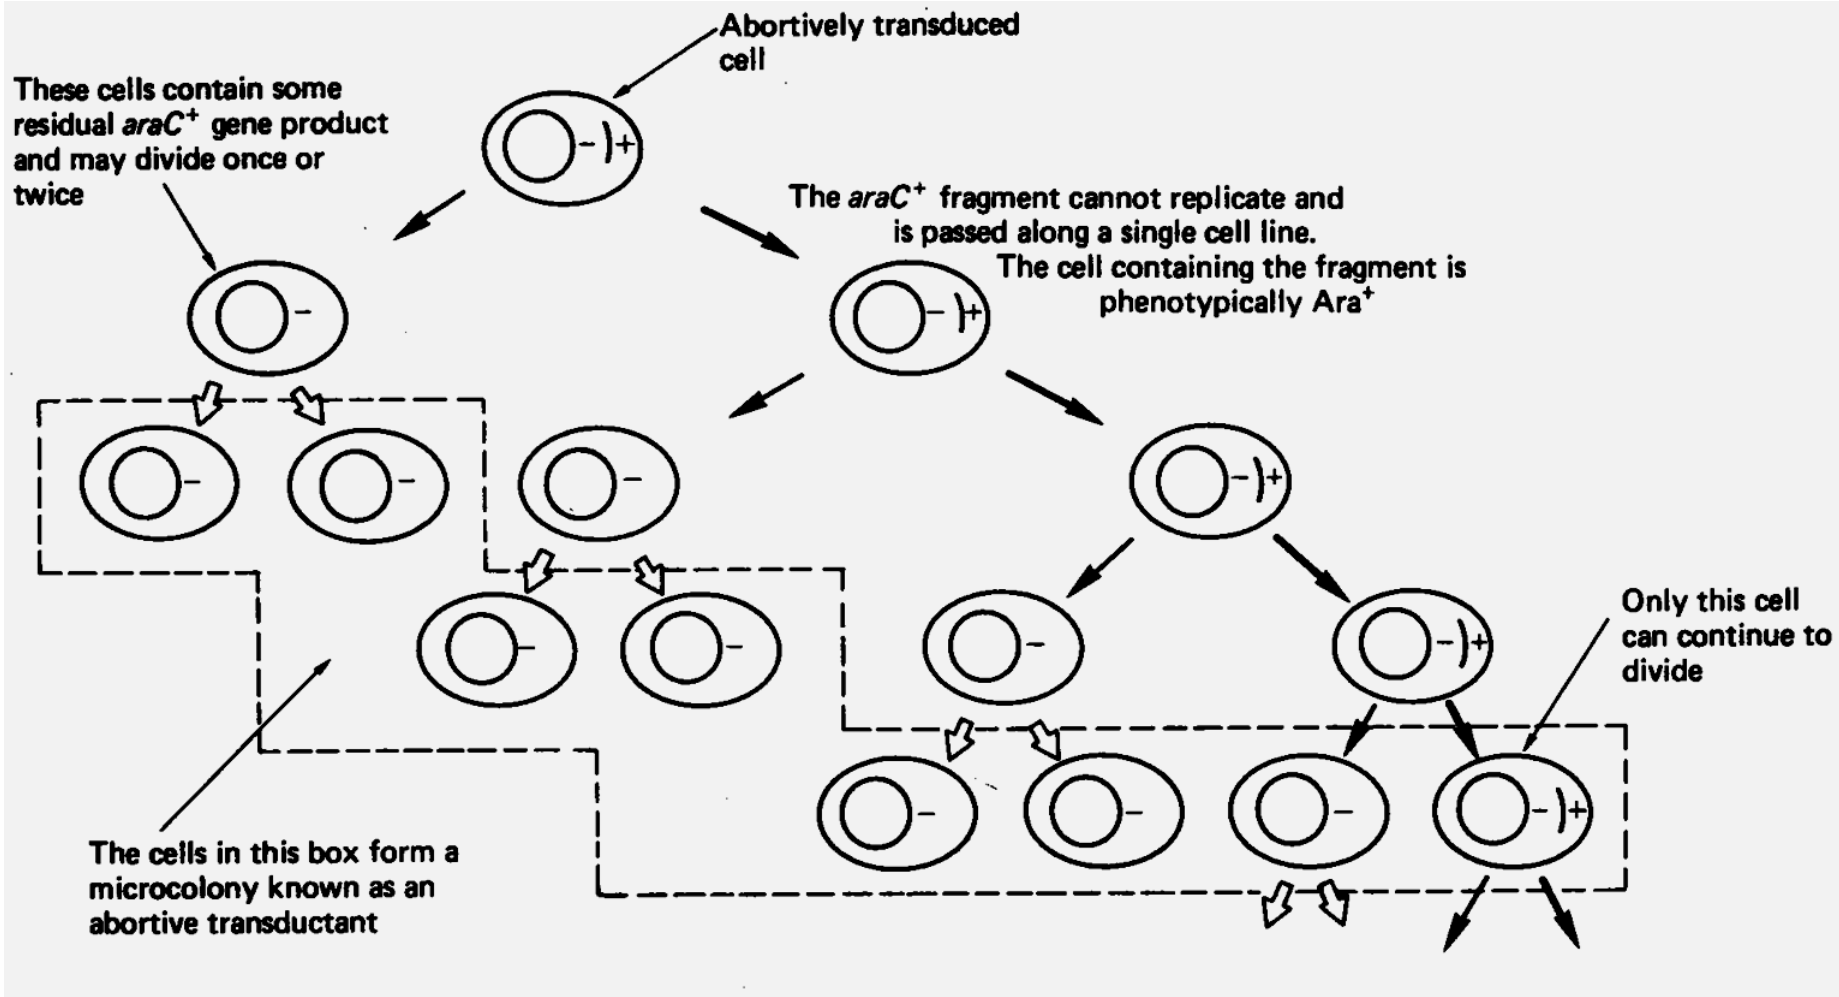 Abortively transduced
cell
These cells contain some
residual araC⁺ gene product
and may divide once or
twice
-)+
The araC⁺ fragment cannot replicate and
is passed along a single cell line.
The cell containing the fragment is
phenotypically Ara⁺
-
-)+
-
-
-
-)+
-
-
-
-)+
Only this cell
can continue to
divide
-
-
-
-)+
The cells in this box form a
microcolony known as an
abortive transductant